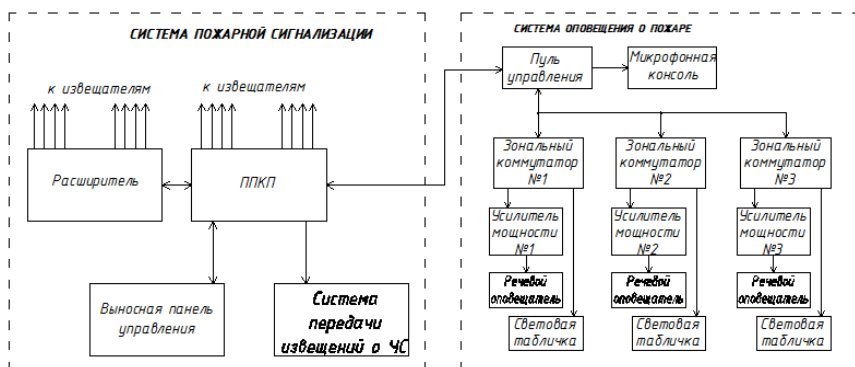 СИСТЕМА ПОЖАРНОЙ СИГНАЛИЗАЦИИ
к извещателям
к извещателям
Расширитель
ППКП
Выносная панель
управления
Система
передачи
извещений о ЧС
СИСТЕМА ОПОВЕЩЕНИЯ О ПОЖАРЕ
Пуль
управления
Микрофонная
консоль
Зональный
коммутатор
№1
Зональный
коммутатор
№2
Зональный
коммутатор
№3
Усилитель
мощности
№1
Усилитель
мощности
№2
Усилитель
мощности
№3
Речевой
оповещатель
Речевой
оповещатель
Речевой
оповещатель
Световая
табличка
Световая
табличка
Световая
табличка